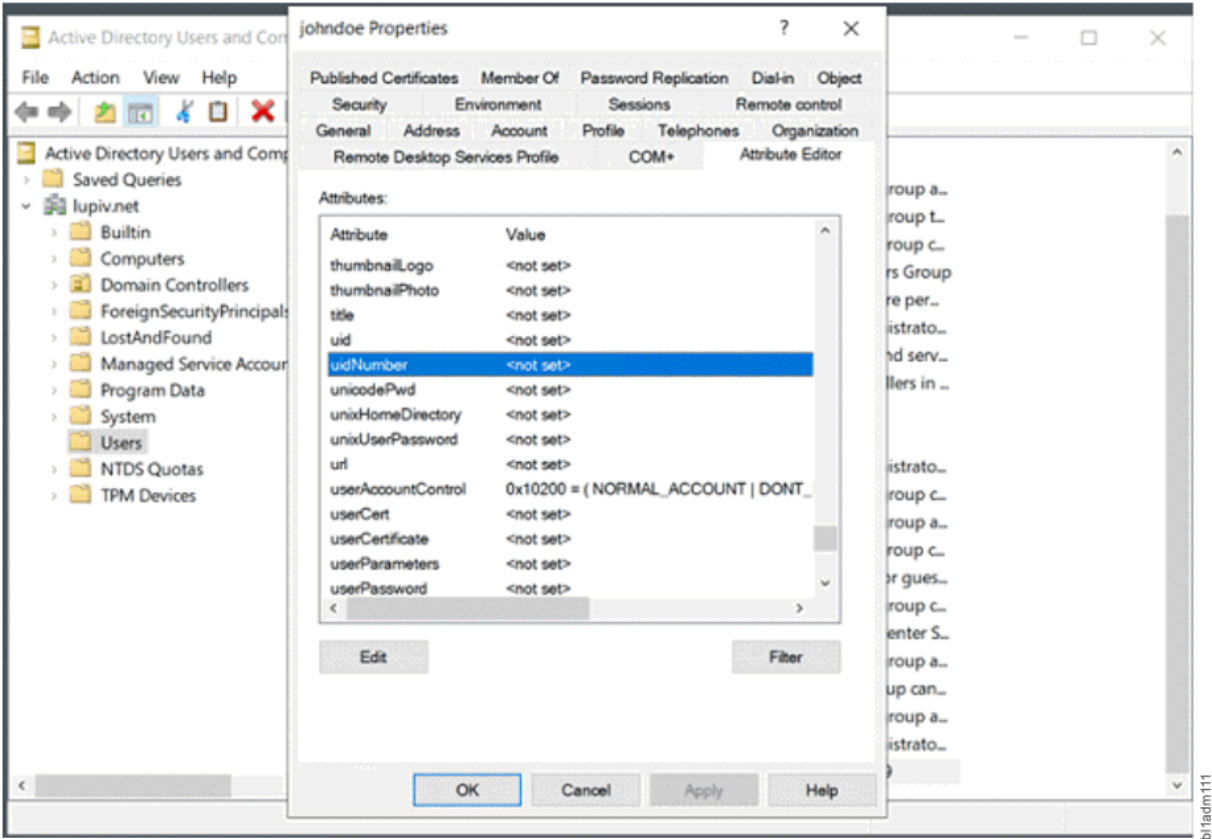 Active Directory Users and Con
johndoe Properties
?
File Action View Help
Published Certificates Member Of Password Replication Dial-in Object
Security Environment Sessions Remote control
General Address Account Profile Telephones Organization
Remote Desktop Services Profile COM+ Attribute Editor
Active Directory Users and Comp
Saved Queries
lupiv.net
Builtin
Computers
Domain Controllers
ForeignSecurityPrincipals
LostAndFound
Managed Service Accour
Program Data
System
Users
NTDS Quotas
TPM Devices
Attributes:
Attribute Value
thumbnailLogo <not set>
thumbnailPhoto <not set>
title <not set>
uid <not set>
uidNumber <not set>
unicodePwd <not set>
unixHomeDirectory <not set>
unixUserPassword <not set>
url <not set>
userAccountControl 0x10200 = ( NORMAL_ACCOUNT | DONT_
userCert <not set>
userCertificate <not set>
userParameters <not set>
userPassword <not set>
Edit Filter
OK Cancel Apply Help
roup a...
roup t...
roup c...
rs Group
re per...
istrato...
nd serv...
llers in ...
istrato...
roup c...
roup a...
roup c...
or gues...
roup c...
enter S...
roup a...
up can...
roup a...
istrato...
bl1adm111